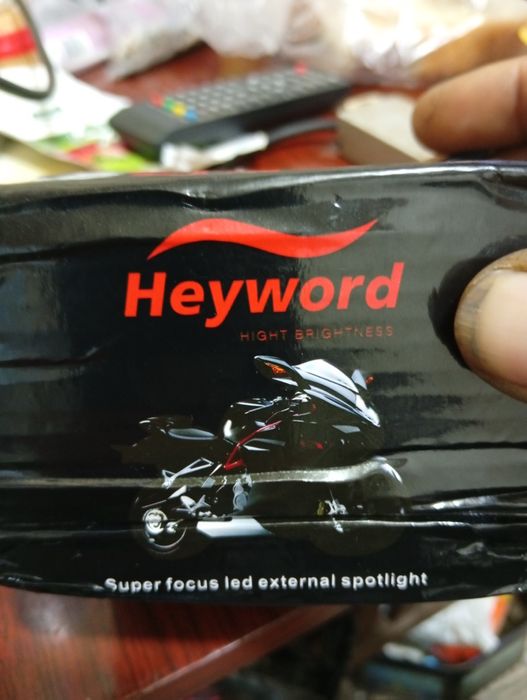 Heyword
HIGHT BRIGHTNESS
Super focus led external spotlight